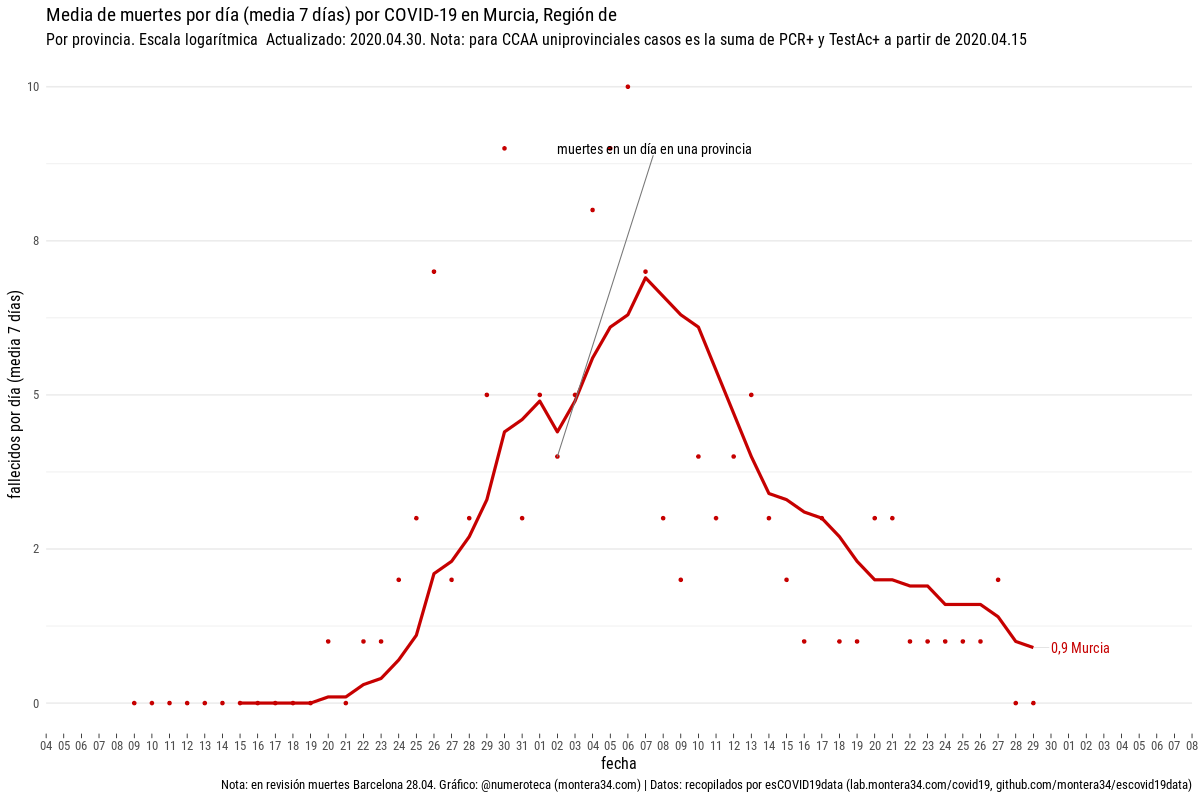 Media de muertes por día (media 7 días) por COVID-19 en Murcia, Región de
Por provincia. Escala logarítmica  Actualizado: 2020.04.30. Nota: para CCAA uniprovinciales casos es la suma de PCR+ y TestAc+ a partir de 2020.04.15
10
muertes en un día en una provincia
8
fallecidos por día (media 7 días)
5
2
0,9 Murcia
0
04 05 06 07 08 09 10 11 12 13 14 15 16 17 18 19 20 21 22 23 24 25 26 27 28 29 30 31 01 02 03 04 05 06 07 08 09 10 11 12 13 14 15 16 17 18 19 20 21 22 23 24 25 26 27 28 29 30 01 02 03 04 05 06 07 08
fecha
Nota: en revisión muertes Barcelona 28.04. Gráfico: @numeroteca (montera34.com) | Datos: recopilados por esCOVID19data (lab.montera34.com/covid19, github.com/montera34/escovid19data)